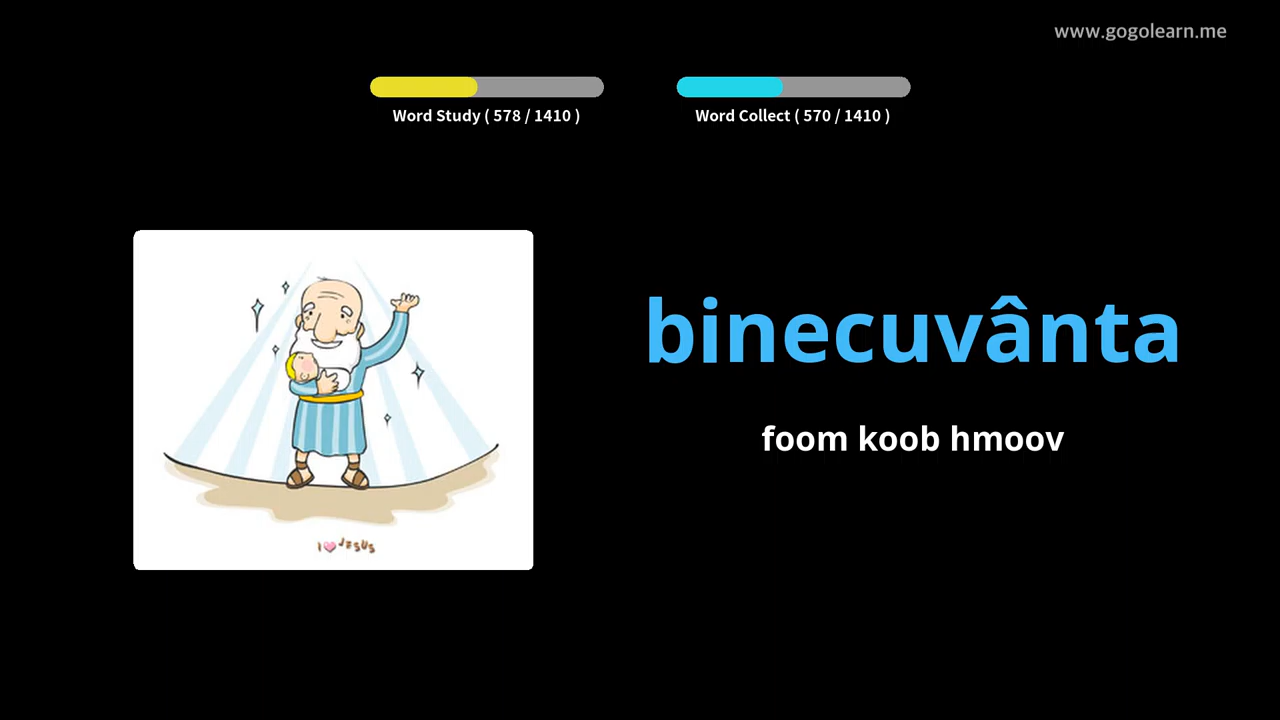 www.gogolearn.me
Word Study ( 578 / 1410 )
Word Collect ( 570 / 1410 )
binecuvânta
foom koob hmoov
I JESUS